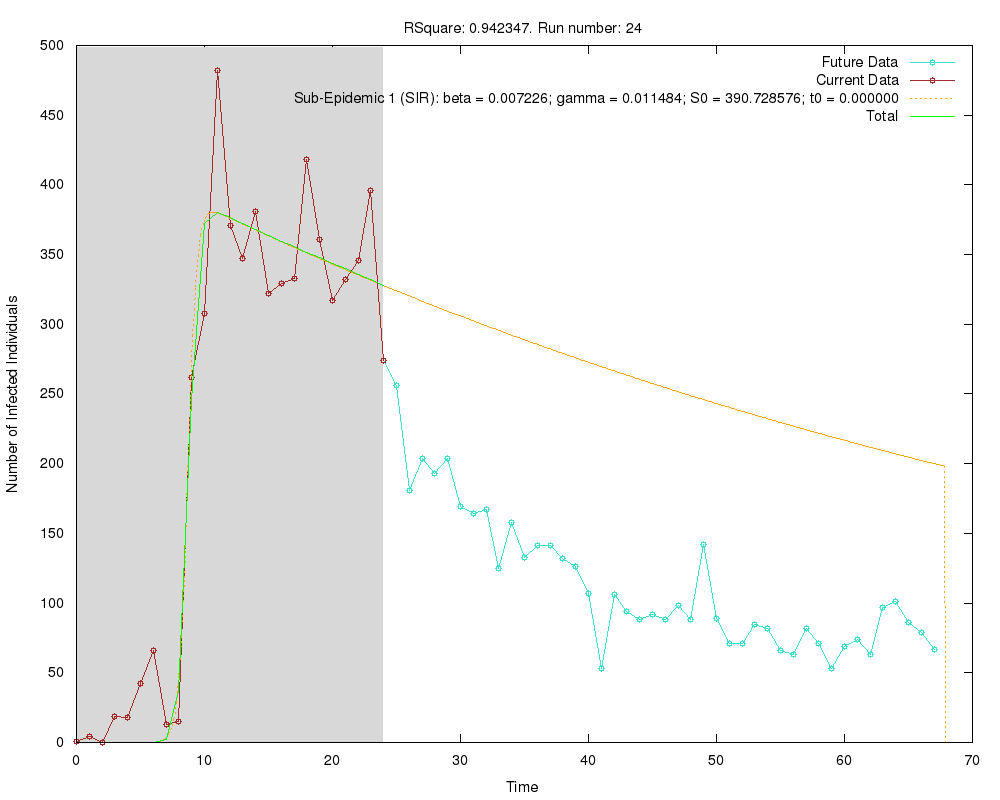 RSquare: 0.942347. Run number: 24
Future Data
Current Data
Sub-Epidemic 1 (SIR): beta = 0.007226; gamma = 0.011484; S0 = 390.728576; t0 = 0.000000
Total
500
450
400
350
300
250
200
150
100
50
0
Number of Infected Individuals
0 10 20 30 40 50 60 70
Time